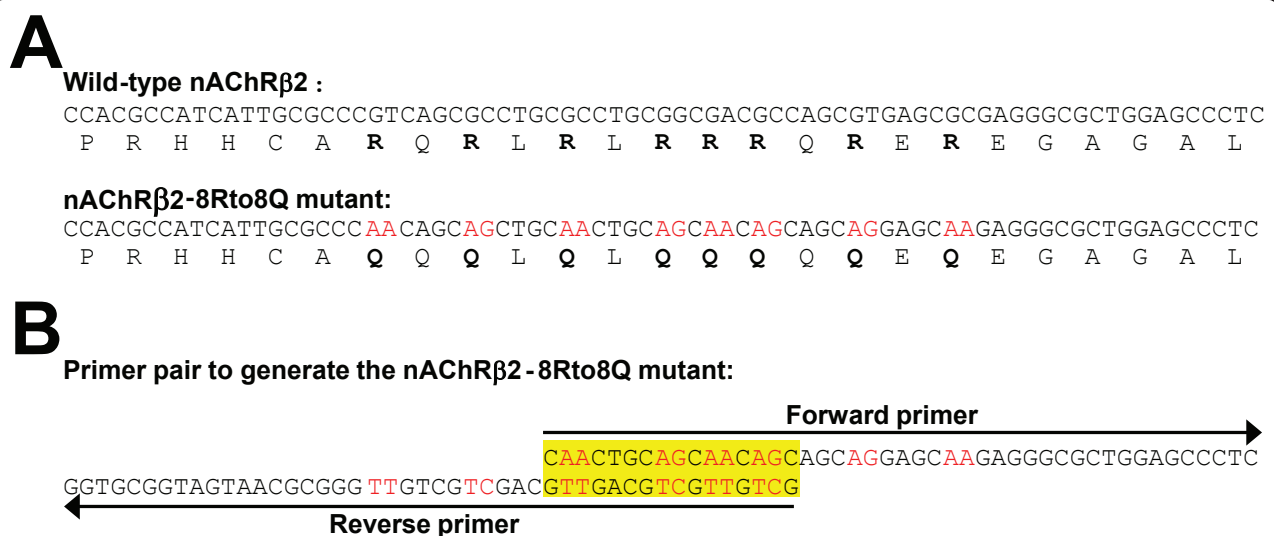 A
Wild-type nAChRβ2 :
CCACGCCATCATTGCGCCCGTCAGCGCCTGCGCCTGCGGCGACGCCAGCGTGAGCGCGAGGGCGCTGGAGCCCTC
P R H H C A R Q R L R L R R R Q R E R E G A G A L
nAChRβ2-8Rto8Q mutant:
CCACGCCATCATTGCGCCCAACAGCAGCTGCAACTGCAGCAACAGCAGCAGGAGCAAGAGGGCGCTGGAGCCCTC
P R H H C A Q Q Q L Q L Q Q Q Q Q E Q E G A G A L
B
Primer pair to generate the nAChRβ2-8Rto8Q mutant:
Forward primer
CAACTGCAGCAACAGCAGCAGGAGCAAGAGGGCGCTGGAGCCCTC
GGTGCGGTAGTAACGCGGGTTGTCGTCGACGTTGACGTCGTTGTCG
Reverse primer